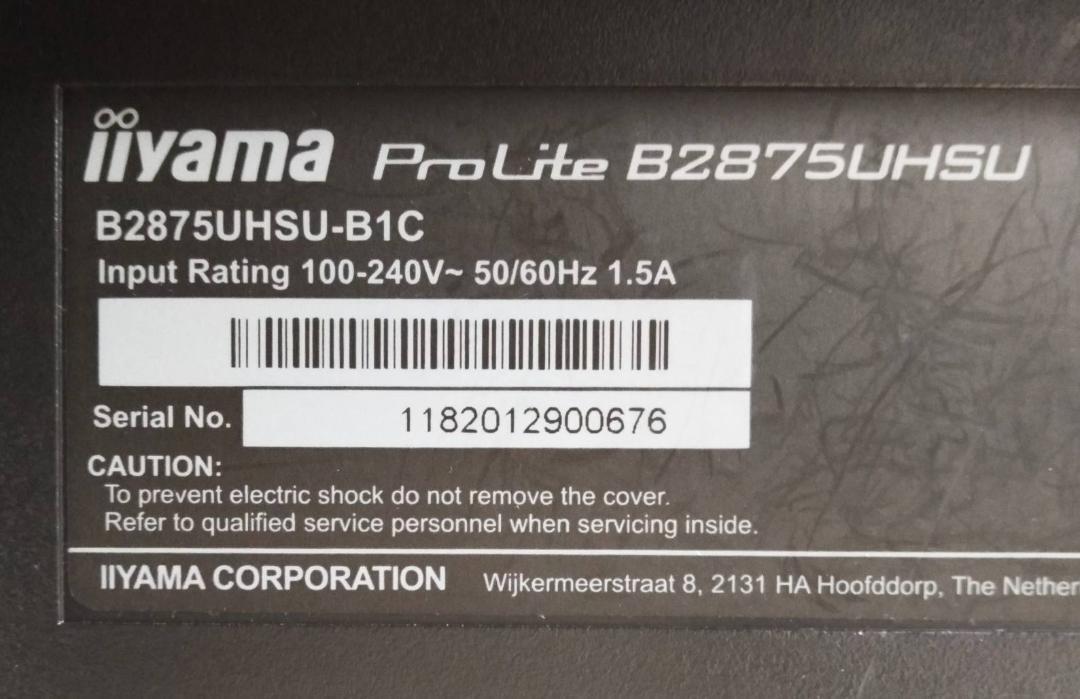 iiyama ProLite B2875UHSU
B2875UHSU-B1C
Input Rating 100-240V~ 50/60Hz 1.5A
Serial No. 1182012900676
CAUTION:
To prevent electric shock do not remove the cover.
Refer to qualified service personnel when servicing inside.
IIYAMA CORPORATION Wijkermeerstraat 8, 2131 HA Hoofddorp, The Nether